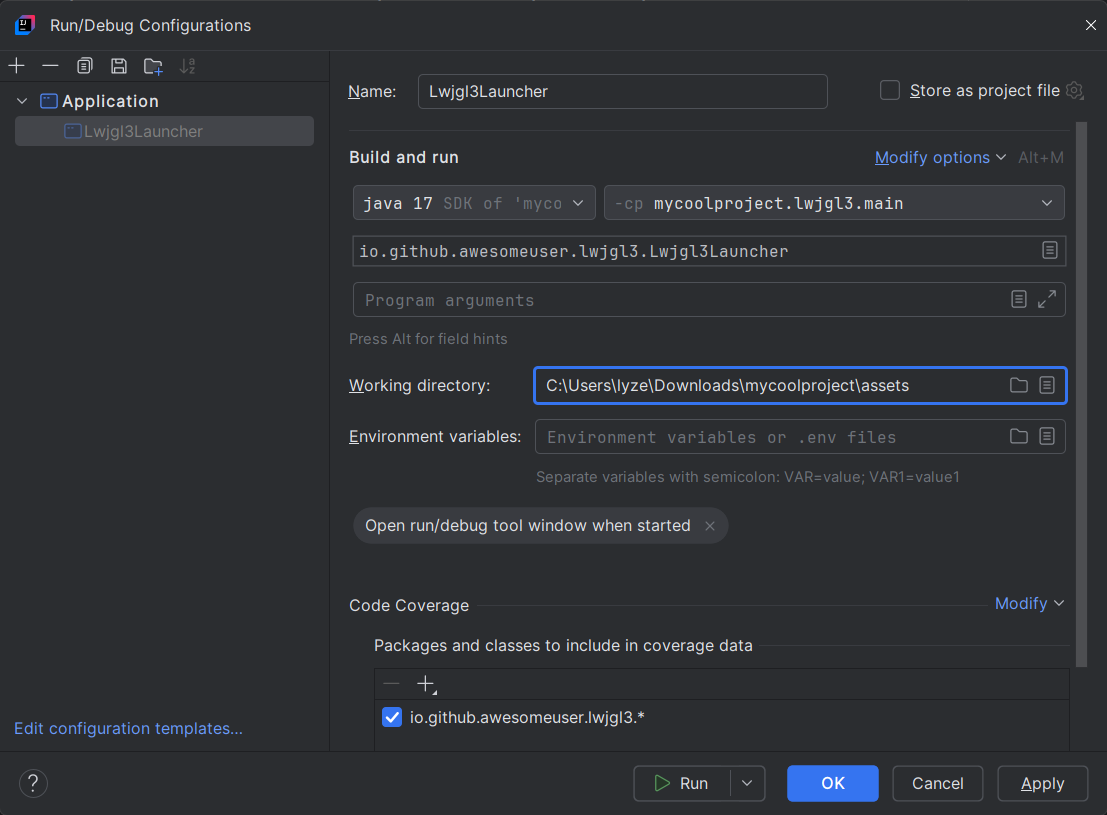 Run/Debug Configurations
Application
Lwjgl3Launcher
Name: Lwjgl3Launcher Store as project file
Build and run Modify options Alt+M
java 17 SDK of 'myco -cp mycoolproject.lwjgl3.main
io.github.awesomeuser.lwjgl3.Lwjgl3Launcher
Program arguments
Press Alt for field hints
Working directory: C:\Users\lyze\Downloads\mycoolproject\assets
Environment variables: Environment variables or .env files
Separate variables with semicolon: VAR=value; VAR1=value1
Open run/debug tool window when started
Code Coverage Modify
Packages and classes to include in coverage data
io.github.awesomeuser.lwjgl3.*
Edit configuration templates...
? Run OK Cancel Apply